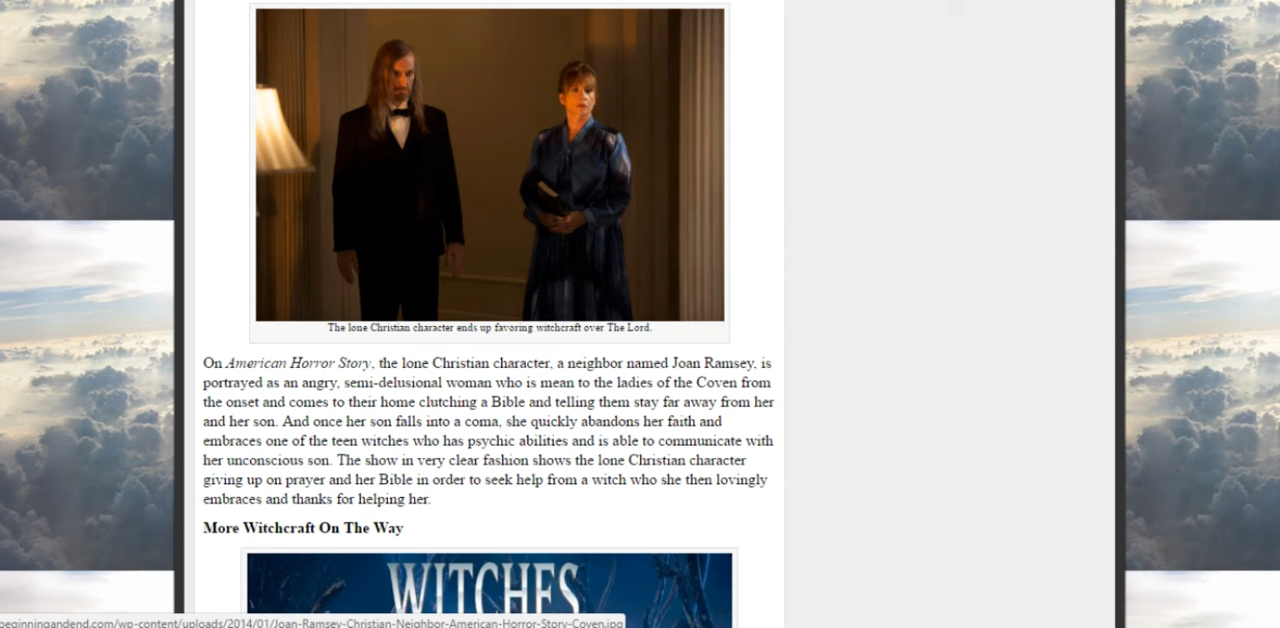 The lone Christian character ends up favoring witchcraft over The Lord.
On American Horror Story, the lone Christian character, a neighbor named Joan Ramsey, is
portrayed as an angry, semi-delusional woman who is mean to the ladies of the Coven from
the onset and comes to their home clutching a Bible and telling them stay far away from her
and her son. And once her son falls into a coma, she quickly abandons her faith and
embraces one of the teen witches who has psychic abilities and is able to communicate with
her unconscious son. The show in very clear fashion shows the lone Christian character
giving up on prayer and her Bible in order to seek help from a witch who she then lovingly
embraces and thanks for helping her.
More Witchcraft On The Way
WITCHES
beginningandend.com/wp-content/uploads/2014/01/Joan-Ramsey-Christian-Neighbor-American-Horror-Story-Coven.jpg